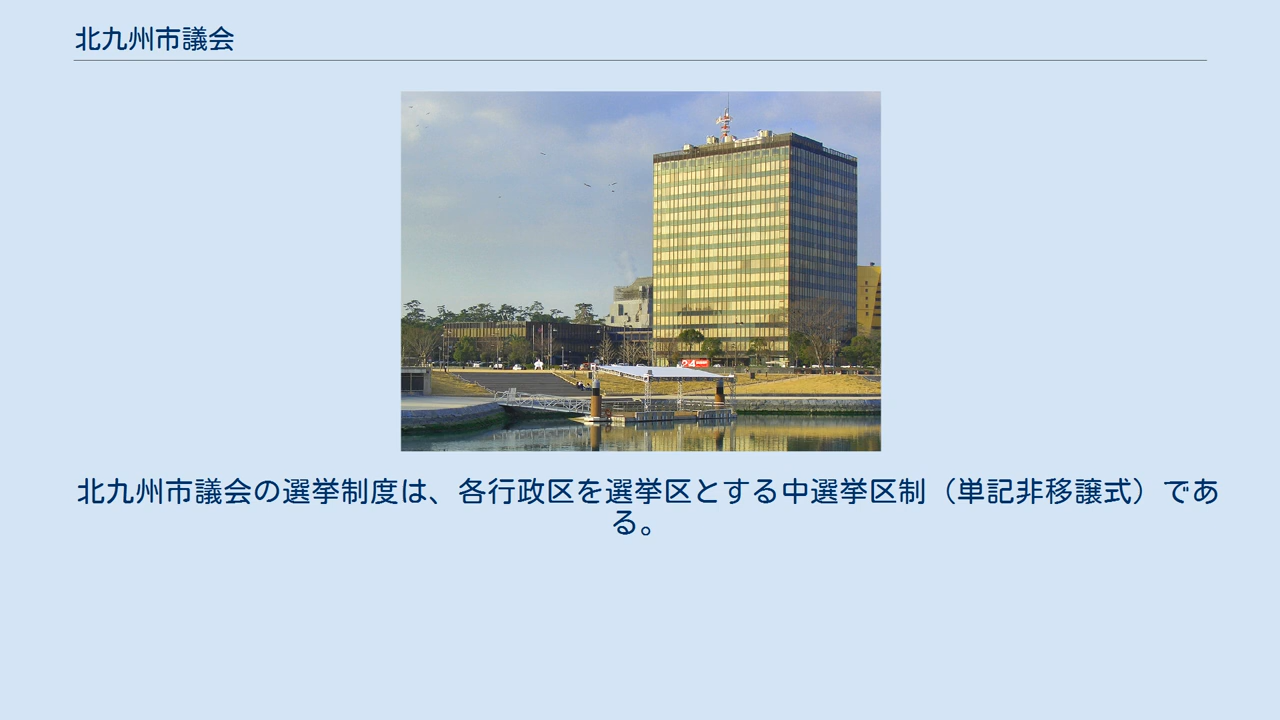 北九州市議会
北九州市議会の選挙制度は、各行政区を選挙区とする中選挙区制（単記非移譲式）であ
る。